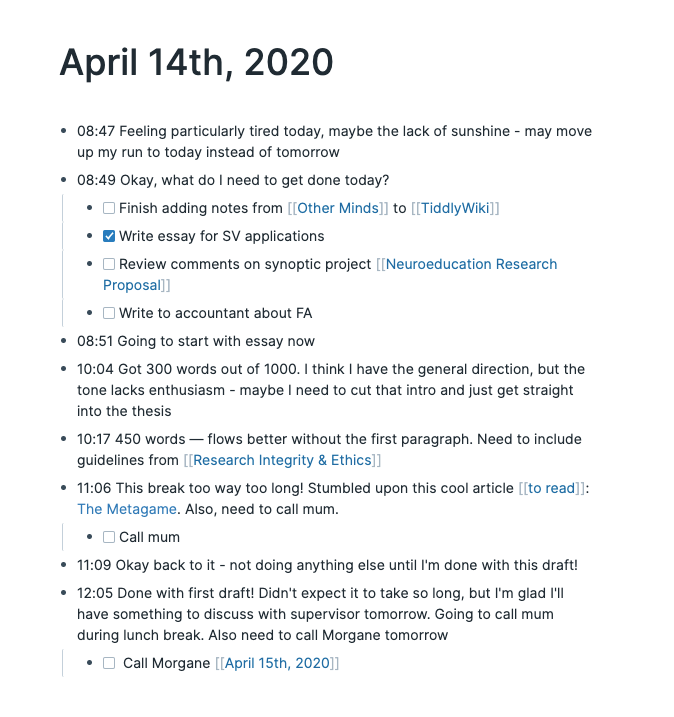 April 14th, 2020
08:47 Feeling particularly tired today, maybe the lack of sunshine - may move
up my run to today instead of tomorrow
08:49 Okay, what do I need to get done today?
Finish adding notes from [[Other Minds]] to [[TiddlyWiki]]
Write essay for SV applications
Review comments on synoptic project [[Neuroeducation Research
Proposal]]
Write to accountant about FA
08:51 Going to start with essay now
10:04 Got 300 words out of 1000. I think I have the general direction, but the
tone lacks enthusiasm - maybe I need to cut that intro and just get straight
into the thesis
10:17 450 words — flows better without the first paragraph. Need to include
guidelines from [[Research Integrity & Ethics]]
11:06 This break too way too long! Stumbled upon this cool article [[to read]]:
The Metagame. Also, need to call mum.
Call mum
11:09 Okay back to it - not doing anything else until I'm done with this draft!
12:05 Done with first draft! Didn't expect it to take so long, but I'm glad I'll
have something to discuss with supervisor tomorrow. Going to call mum
during lunch break. Also need to call Morgane tomorrow
Call Morgane [[April 15th, 2020]]